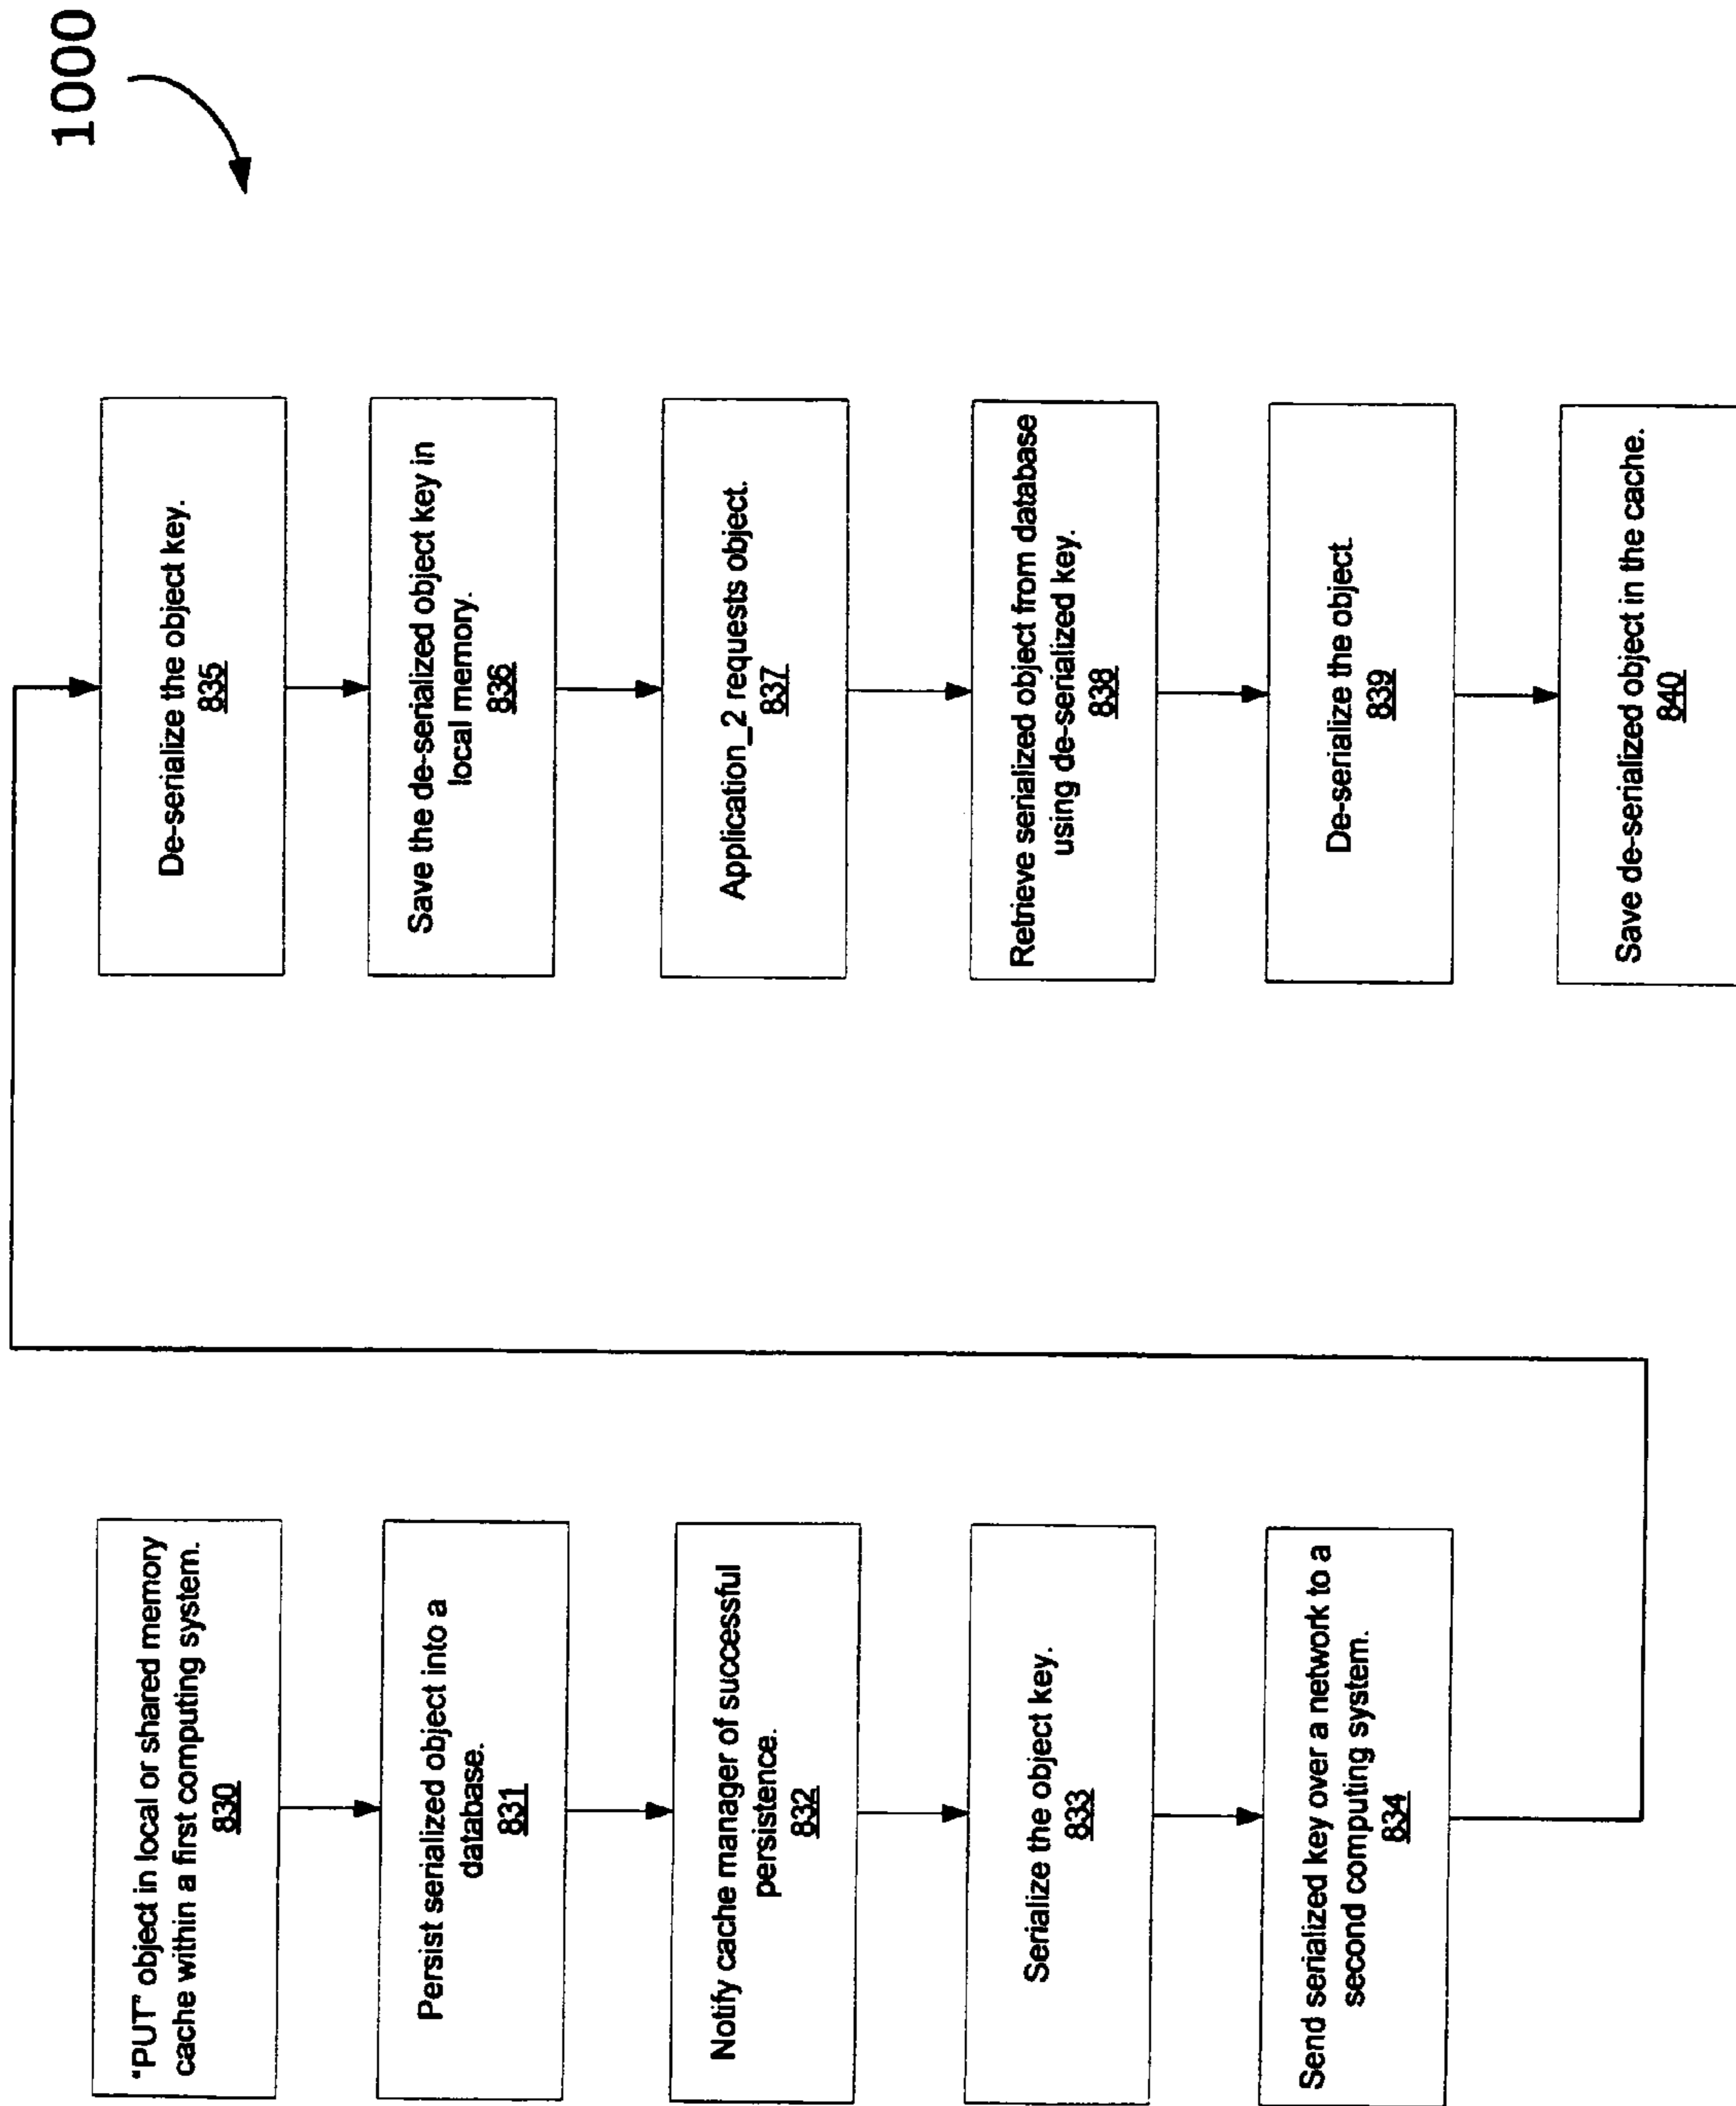 1000
"PUT" object in local or shared memory
cache within a first computing system.
830
Persist serialized object into a
database.
831
Notify cache manager of successful
persistence.
832
Serialize the object key.
833
Send serialized key over a network to a
second computing system.
834
De-serialize the object key.
835
Save the de-serialized object key in
local memory.
836
Application_2 requests object.
837
Retrieve serialized object from database
using de-serialized key.
838
De-serialize the object.
839
Save de-serialized object in the cache.
840